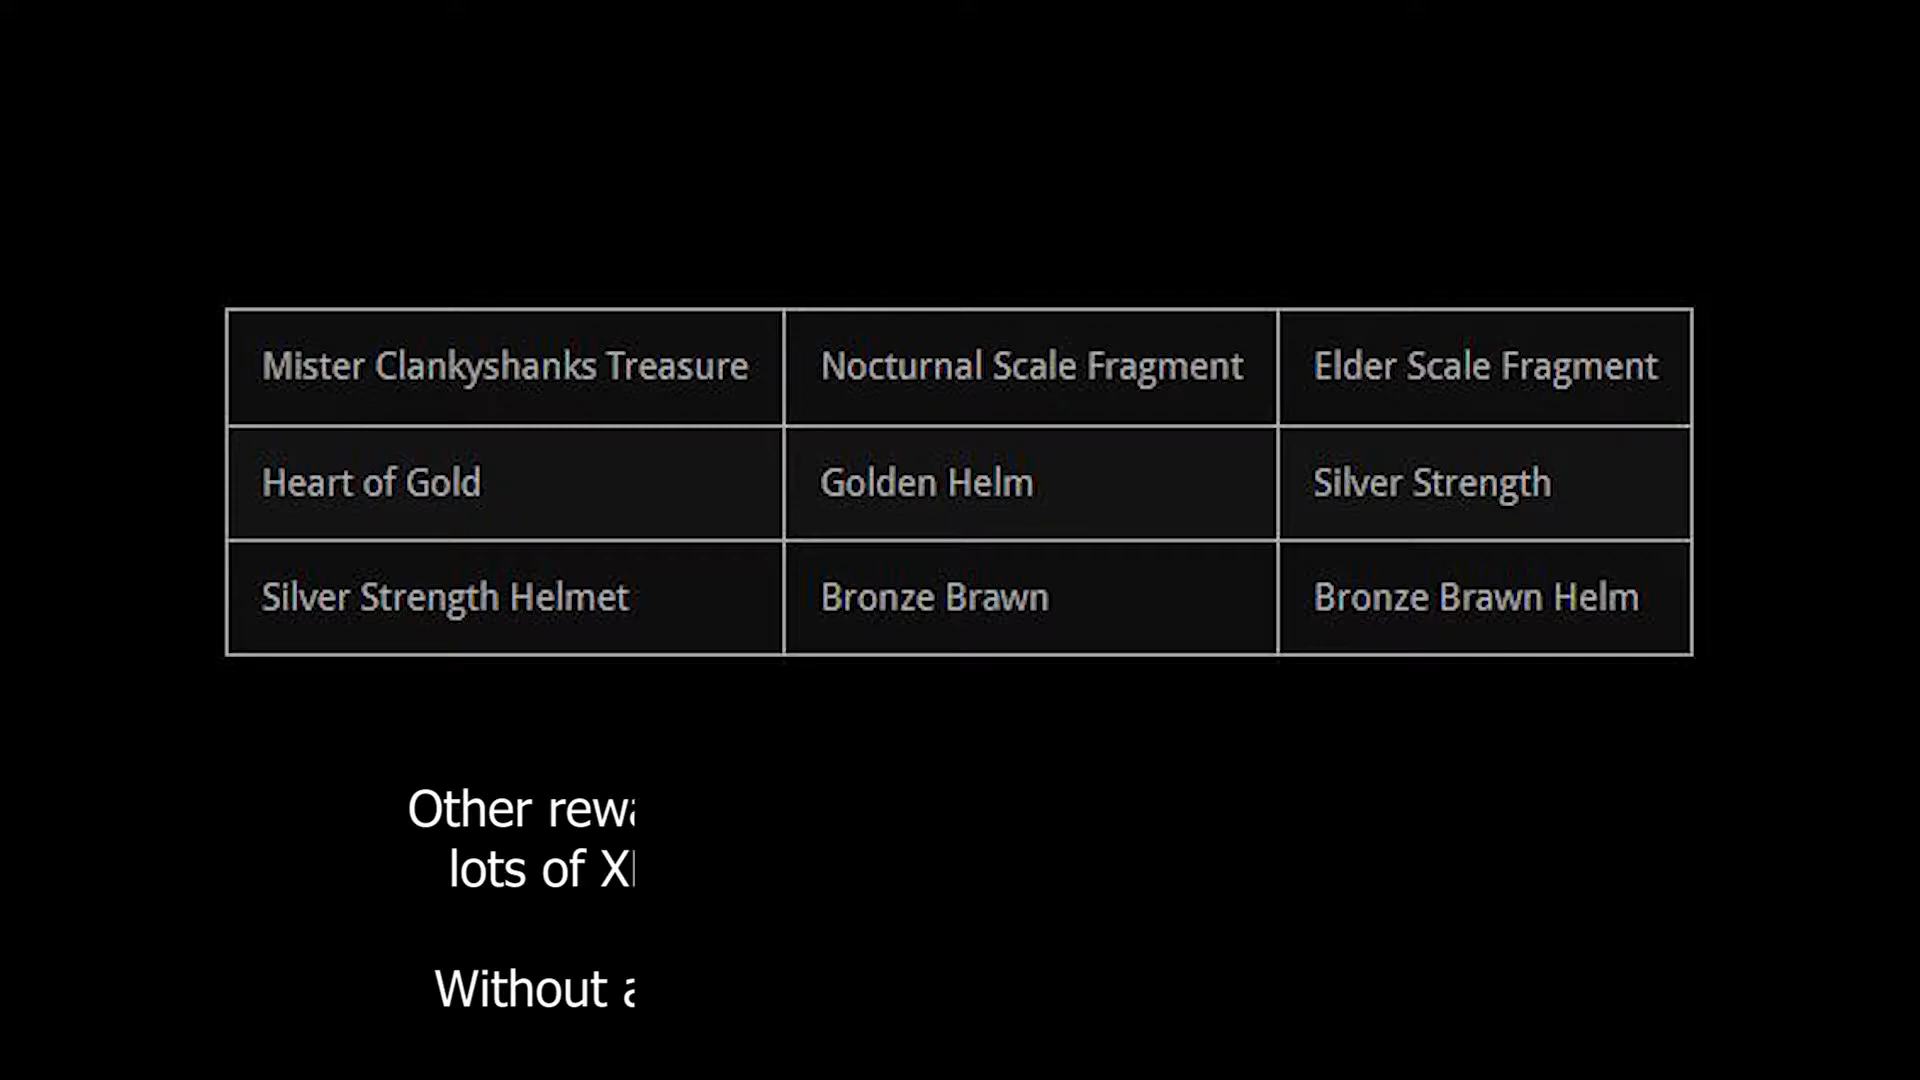 Mister Clankyshanks Treasure Nocturnal Scale Fragment Elder Scale Fragment
Heart of Gold Golden Helm Silver Strength
Silver Strength Helmet Bronze Brawn Bronze Brawn Helm
Other
lots of
Without